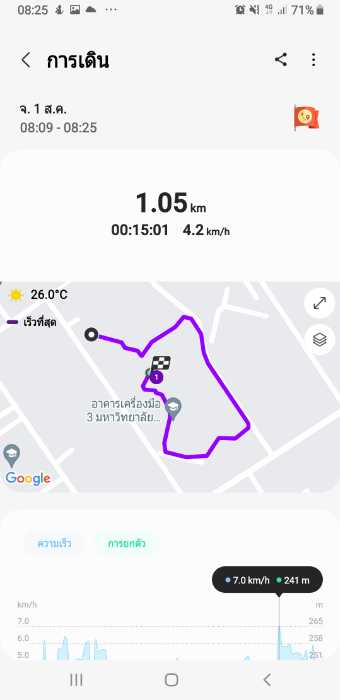 08:25 4G 71%
การเดิน
จ. 1 ส.ค.
08:09 - 08:25
1.05 km
00:15:01 4.2 km/h
26.0°C
เร็วที่สุด
1
อาคารเครื่องมือ
3 มหาวิทยาลัย...
Google
ความเร็ว การยกตัว
7.0 km/h 241 m
km/h m
7.0 265
6.0 258
5.0 251